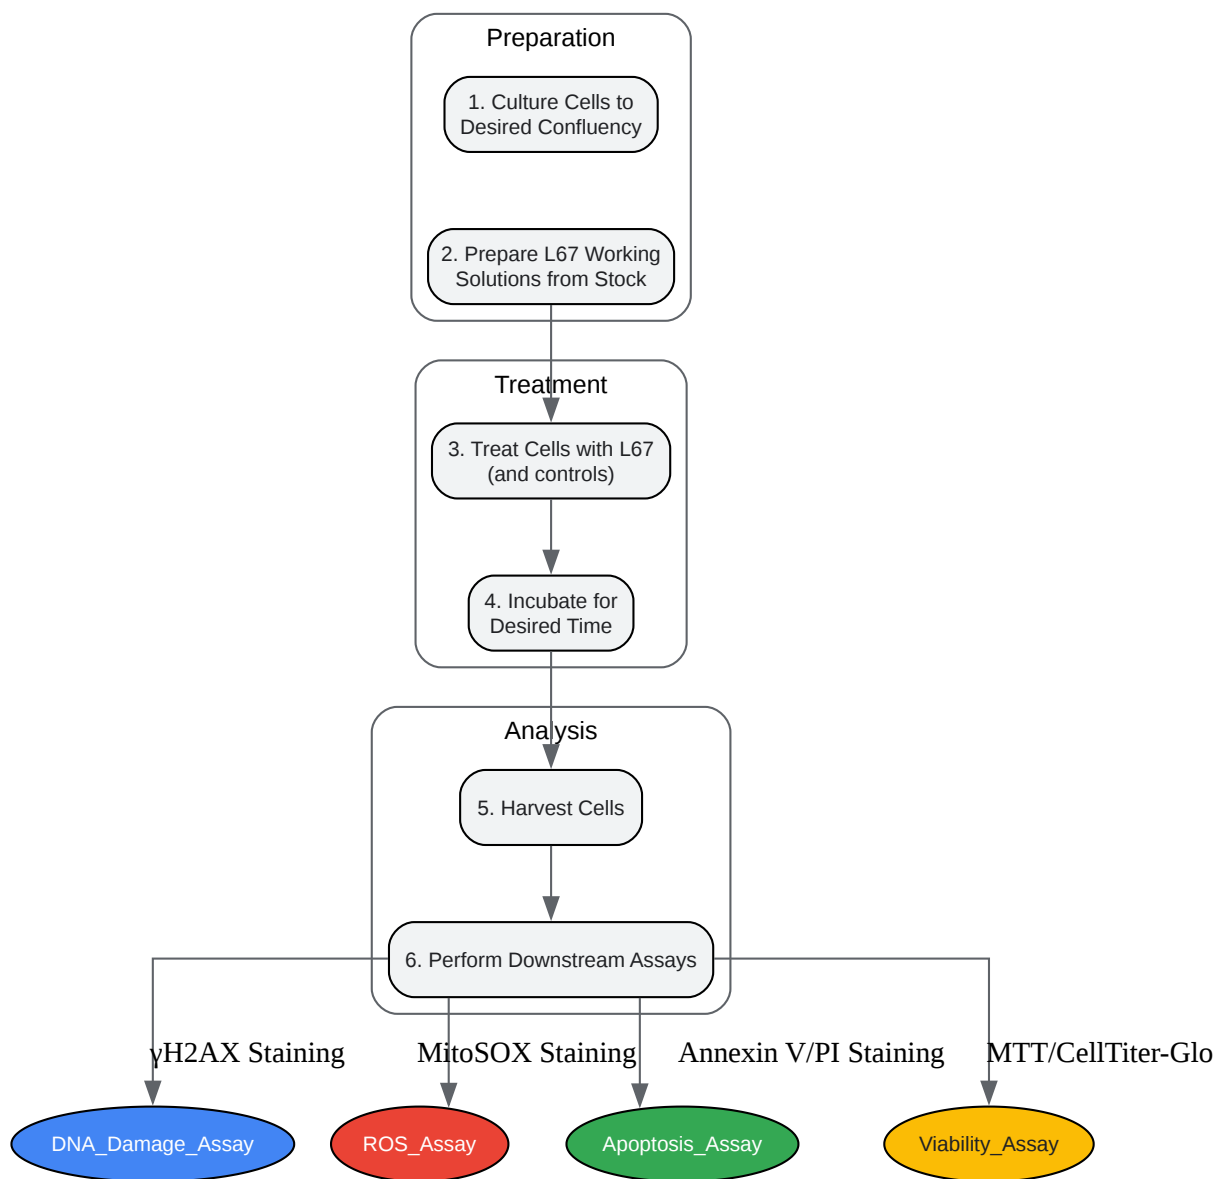 Preparation
1. Culture Cells to
Desired Confluency
2. Prepare L67 Working
Solutions from Stock
Treatment
3. Treat Cells with L67
(and controls)
4. Incubate for
Desired Time
Analysis
5. Harvest Cells
6. Perform Downstream Assays
γH2AX Staining
MitoSOX Staining
Annexin V/PI Staining
MTT/CellTiter-Glo
DNA_Damage_Assay
ROS_Assay
Apoptosis_Assay
Viability_Assay